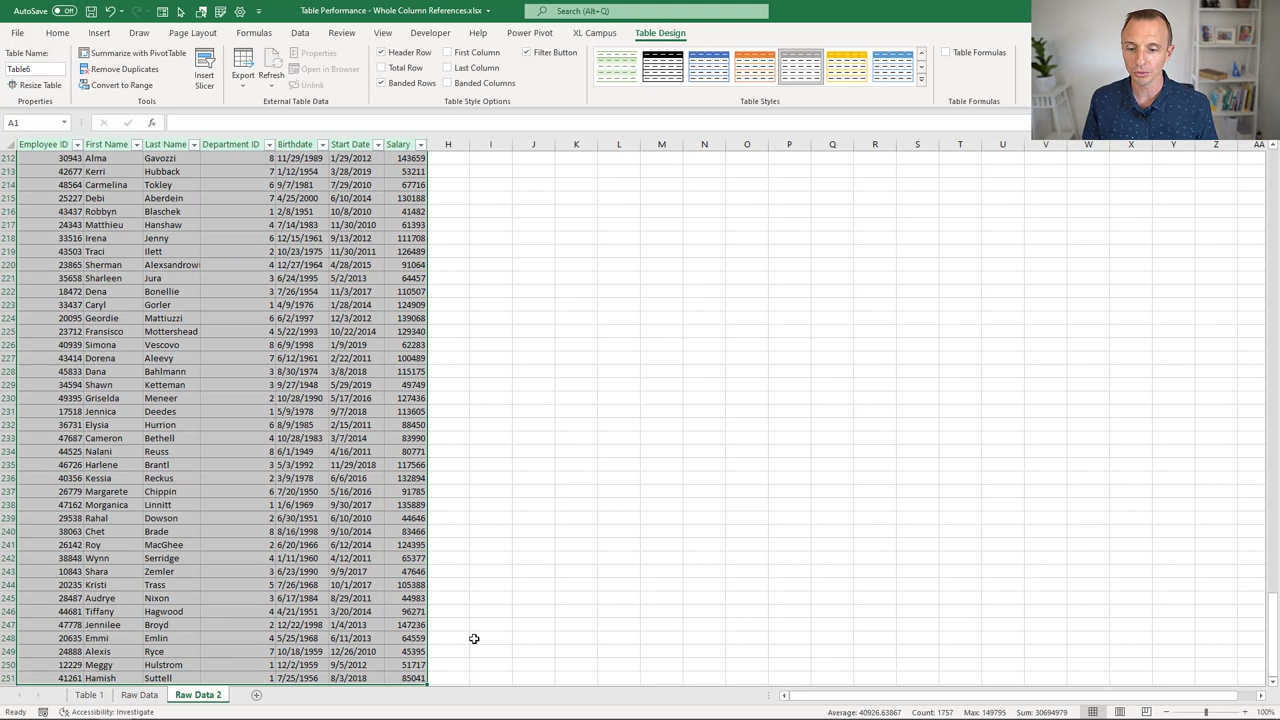 AutoSave Off Table Performance - Whole Column References.xlsx Search (Alt+Q)
File Home Insert Draw Page Layout Formulas Data Review View Developer Help Power Pivot XL Campus Table Design
Table Name:
Table6
Resize Table
Properties
Summarize with PivotTable
Remove Duplicates
Convert to Range
Insert
Slicer
Tools
Export Refresh
Properties
Open in Browser
Unlink
External Table Data
Header Row First Column Filter Button
Total Row Last Column
Banded Rows Banded Columns
Table Style Options
Table Styles
Table Formulas
Table Formulas
A1 fx
Employee ID First Name Last Name Department ID Birthdate Start Date Salary H I J K L M N O P Q R S T U V W X Y Z AA
212 30943 Alma Gavozzi 8 11/29/1989 1/29/2012 143659
213 42677 Kerri Hubback 7 1/12/1954 3/28/2019 53211
214 48564 Carmelina Tokley 6 9/7/1981 7/29/2010 67716
215 25227 Debi Aberdein 7 4/25/2000 6/10/2014 130188
216 43437 Robbyn Blaschek 1 2/8/1951 10/8/2010 41482
217 24343 Matthieu Hanshaw 4 7/14/1983 11/30/2010 61393
218 33516 Irena Jenny 6 12/15/1961 9/13/2012 111708
219 43503 Traci Ilett 2 10/23/1975 11/30/2011 126489
220 23865 Sherman Alexsandrowi 4 12/27/1964 4/28/2015 91064
221 35658 Sharleen Jura 3 6/24/1995 5/2/2013 64457
222 18472 Dena Bonellie 3 7/26/1954 11/3/2017 110507
223 33437 Caryl Gorler 1 4/9/1976 1/28/2014 124909
224 20095 Geordie Mattiuzzi 6 6/2/1997 12/3/2012 139068
225 23712 Fransisco Mottershead 4 5/22/1993 10/22/2014 129340
226 40939 Simona Vescovo 8 6/9/1998 1/9/2019 62283
227 43414 Dorena Aleevy 7 6/12/1961 2/22/2011 100489
228 45833 Dana Bahlmann 3 8/30/1974 3/8/2018 115175
229 34594 Shawn Ketteman 3 9/27/1948 5/29/2019 49749
230 49395 Griselda Meneer 2 10/28/1990 5/17/2019 127436
231 17518 Jennica Deedes 1 5/9/1978 9/7/2018 113605
232 36731 Elysia Hurrion 6 8/9/1985 2/15/2011 88450
233 47687 Cameron Bethell 4 10/28/1983 3/7/2014 83990
234 44525 Nalani Reuss 8 6/1/1949 4/16/2011 80771
235 46726 Harlene Brantl 3 5/3/1992 11/29/2018 117566
236 40356 Kessia Reckus 2 3/9/1978 6/6/2016 132894
237 26779 Margarete Chippin 6 7/20/1950 5/16/2016 91785
238 47162 Morganica Linnitt 1 1/6/1969 9/30/2017 135889
239 29538 Rahal Dowson 2 6/30/1951 6/10/2010 44646
240 38063 Chet Brade 8 8/16/1998 9/10/2014 83466
241 26142 Roy MacGhee 2 6/20/1966 6/12/2014 124395
242 38848 Wynn Serridge 4 1/11/1960 4/12/2011 65377
243 10843 Shara Zemler 3 6/23/1990 9/9/2017 47646
244 20235 Kristi Trass 5 7/26/1968 10/1/2017 105388
245 28487 Audrye Nixon 3 6/17/1984 8/29/2011 44983
246 44681 Tiffany Hagwood 4 4/21/1951 3/20/2014 96271
247 47778 Jennilee Broyd 2 12/22/1998 1/4/2013 147236
248 20635 Emmi Emlin 4 5/25/1968 6/11/2013 64559
249 24888 Alexis Ryce 7 10/18/1959 12/26/2010 45395
250 12229 Meggy Hulstrom 1 12/2/1959 9/5/2012 51717
251 41261 Hamish Suttell 1 7/25/1956 8/3/2018 85041
Table 1 Raw Data Raw Data 2
Ready Accessibility: Investigate Average: 40926.63867 Count: 1757 Max: 149795 Sum: 30694979 100%